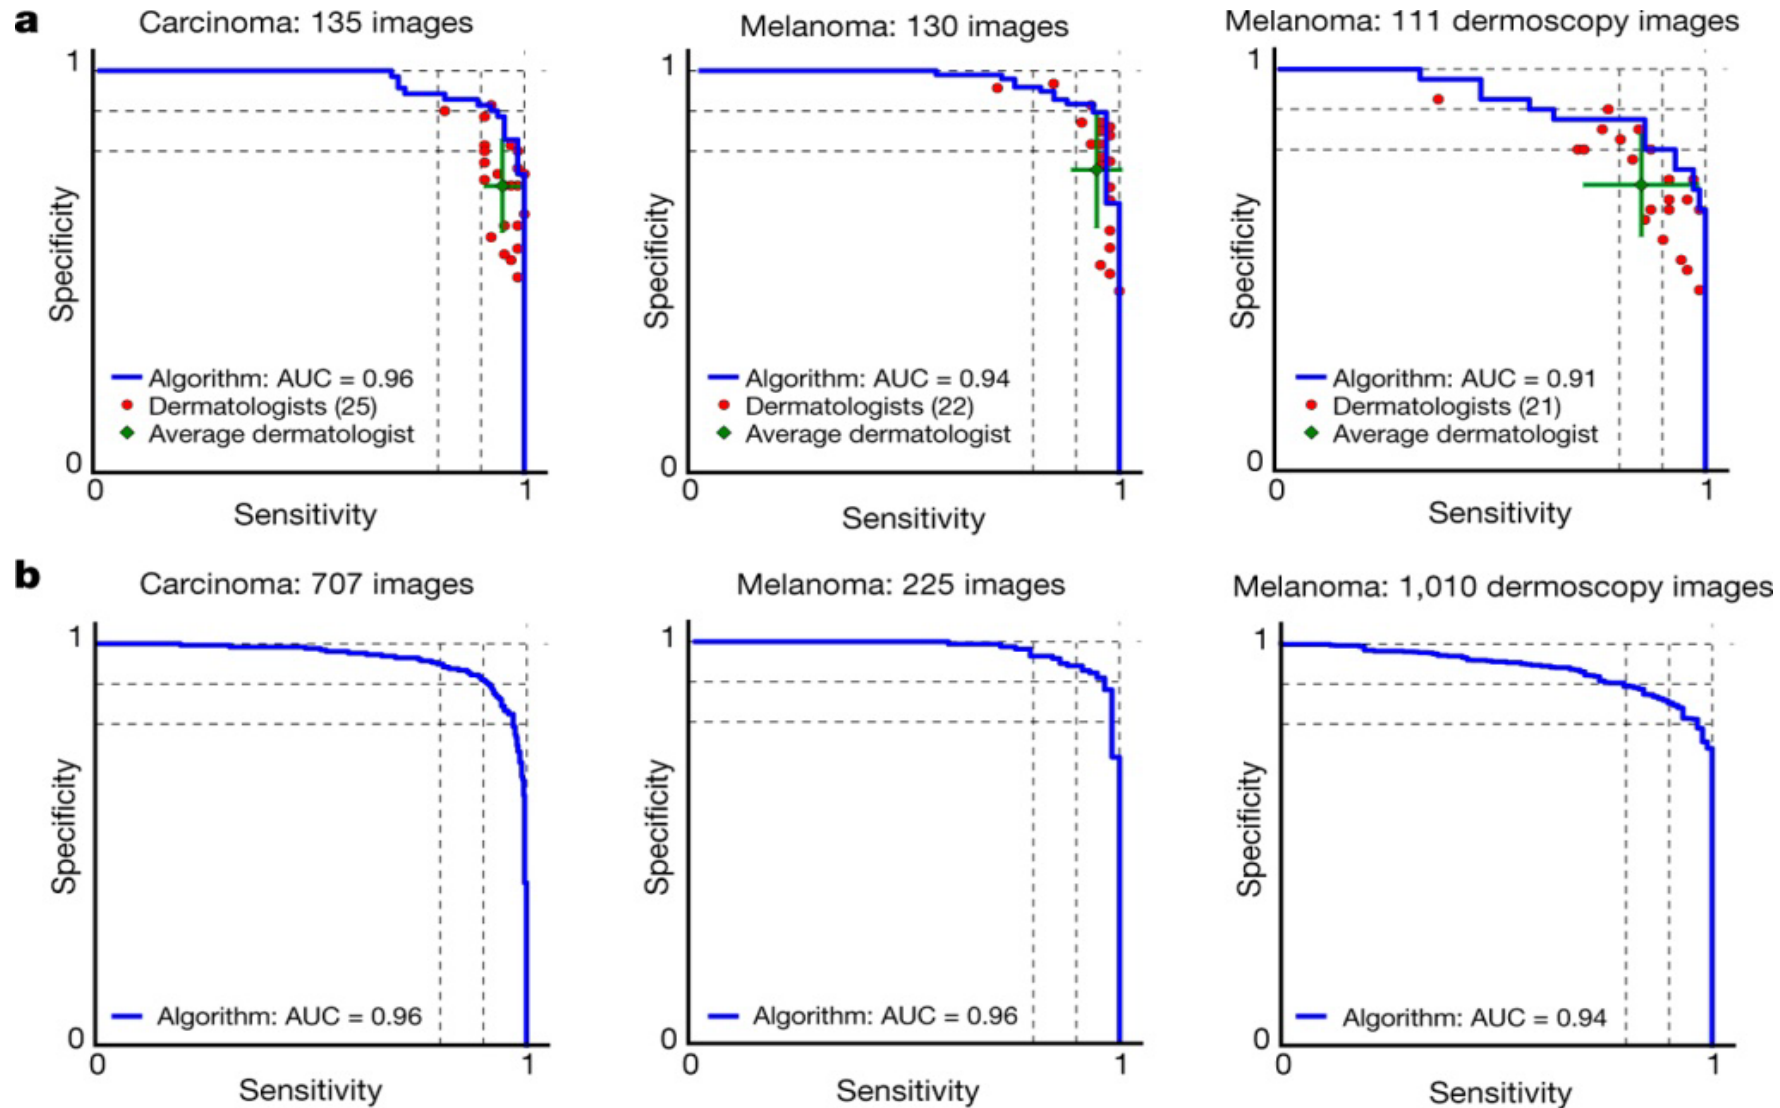 a
Carcinoma: 135 images
1
Specificity
Algorithm: AUC = 0.96
Dermatologists (25)
Average dermatologist
0
0
1
Sensitivity
Melanoma: 130 images
1
Specificity
Algorithm: AUC = 0.94
Dermatologists (22)
Average dermatologist
0
0
1
Sensitivity
Melanoma: 111 dermoscopy images
1
Specificity
Algorithm: AUC = 0.91
Dermatologists (21)
Average dermatologist
0
0
1
Sensitivity
b
Carcinoma: 707 images
1
Specificity
Algorithm: AUC = 0.96
0
0
1
Sensitivity
Melanoma: 225 images
1
Specificity
Algorithm: AUC = 0.96
0
0
1
Sensitivity
Melanoma: 1,010 dermoscopy images
1
Specificity
Algorithm: AUC = 0.94
0
0
1
Sensitivity